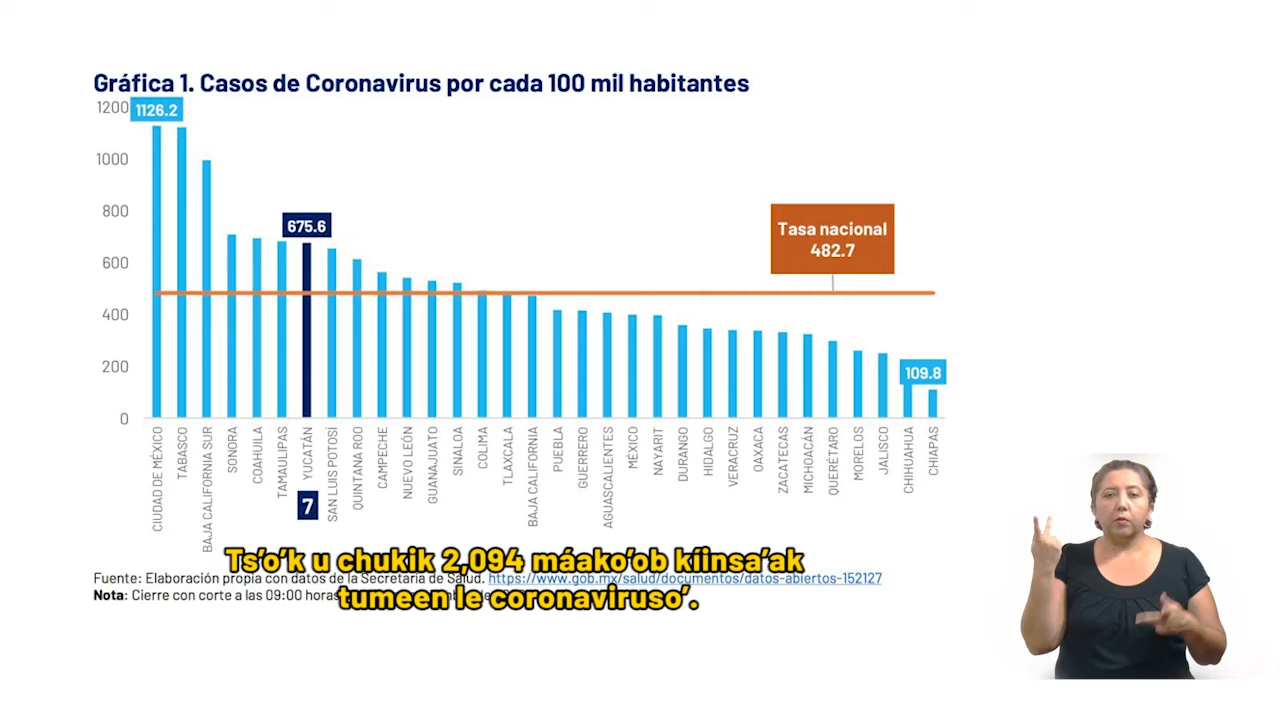 Gráfica 1. Casos de Coronavirus por cada 100 mil habitantes
1200
1000
800
600
400
200
0
1126.2
675.6
Tasa nacional
482.7
109.8
CIUDAD DE MÉXICO
TABASCO
BAJA CALIFORNIA SUR
SONORA
COAHUILA
TAMAULIPAS
YUCATÁN
SAN LUIS POTOSÍ
QUINTANA ROO
CAMPECHE
NUEVO LEÓN
GUANAJUATO
SINALOA
COLIMA
TLAXCALA
BAJA CALIFORNIA
PUEBLA
GUERRERO
AGUASCALIENTES
MÉXICO
NAYARIT
DURANGO
HIDALGO
VERACRUZ
OAXACA
ZACATECAS
MICHOACÁN
QUERÉTARO
MORELOS
JALISCO
CHIHUAHUA
CHIAPAS
7
Ts'o'k u chukik 2,094 máako'ob kíinsa'ak
tumeen le coronaviruso'.
Fuente: Elaboración propia con datos de la Secretaría de Salud. https://www.gob.mx/salud/documentos/datos-abiertos-152127
Nota: Cierre con corte a las 09:00 horas